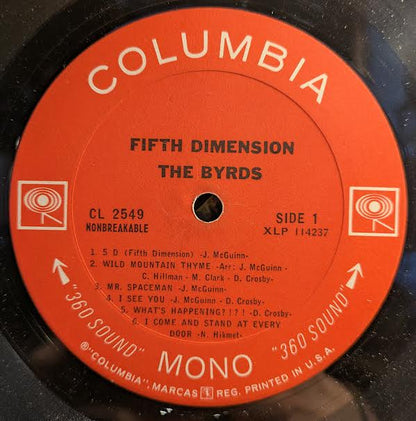 COLUMBIA
FIFTH DIMENSION
THE BYRDS
CL 2549
NONBREAKABLE
SIDE 1
XLP 114237
1. 5 D (Fifth Dimension) -J. McGuinn-
2. WILD MOUNTAIN THYME -Arr: J. McGuinn -
C. Hillman - M. Clark - D. Crosby-
3. MR. SPACEMAN -J. McGuinn-
4. I SEE YOU -J. McGuinn - D. Crosby-
5. WHAT'S HAPPENING?!?! -D. Crosby-
6. I COME AND STAND AT EVERY
DOOR -N. Hikmet-
"360 SOUND" MONO "360 SOUND"
® "COLUMBIA", MARCAS REG. PRINTED IN U.S.A.